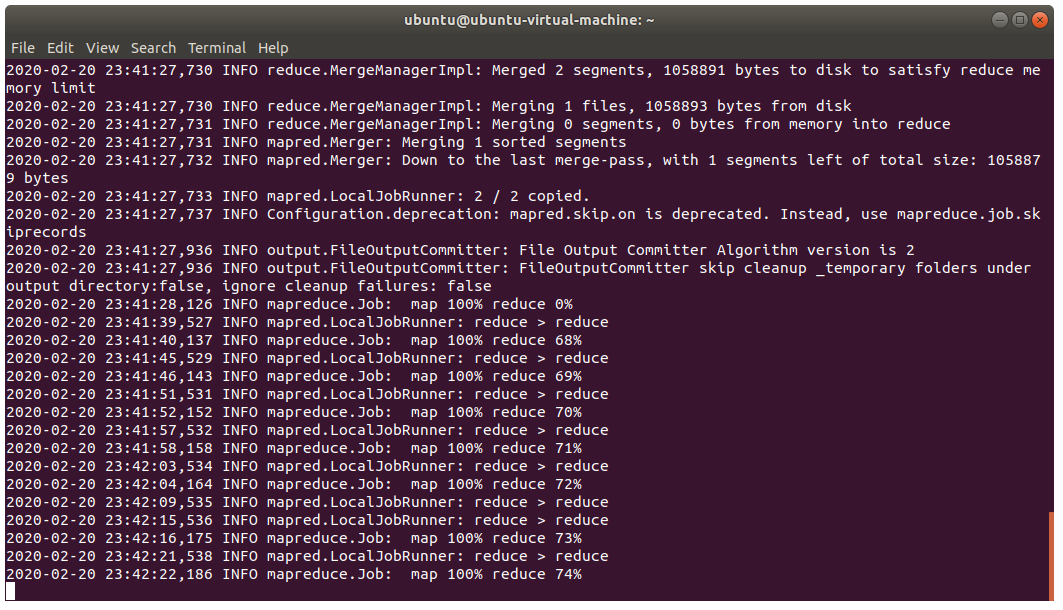 ubuntu@ubuntu-virtual-machine: ~
File Edit View Search Terminal Help
2020-02-20 23:41:27,730 INFO reduce.MergeManagerImpl: Merged 2 segments, 1058891 bytes to disk to satisfy reduce me
mory limit
2020-02-20 23:41:27,730 INFO reduce.MergeManagerImpl: Merging 1 files, 1058893 bytes from disk
2020-02-20 23:41:27,731 INFO reduce.MergeManagerImpl: Merging 0 segments, 0 bytes from memory into reduce
2020-02-20 23:41:27,731 INFO mapred.Merger: Merging 1 sorted segments
2020-02-20 23:41:27,732 INFO mapred.Merger: Down to the last merge-pass, with 1 segments left of total size: 105887
9 bytes
2020-02-20 23:41:27,733 INFO mapred.LocalJobRunner: 2 / 2 copied.
2020-02-20 23:41:27,737 INFO Configuration.deprecation: mapred.skip.on is deprecated. Instead, use mapreduce.job.sk
iprecords
2020-02-20 23:41:27,936 INFO output.FileOutputCommitter: File Output Committer Algorithm version is 2
2020-02-20 23:41:27,936 INFO output.FileOutputCommitter: FileOutputCommitter skip cleanup _temporary folders under
output directory:false, ignore cleanup failures: false
2020-02-20 23:41:28,126 INFO mapreduce.Job:  map 100% reduce 0%
2020-02-20 23:41:39,527 INFO mapred.LocalJobRunner: reduce > reduce
2020-02-20 23:41:40,137 INFO mapreduce.Job:  map 100% reduce 68%
2020-02-20 23:41:45,529 INFO mapred.LocalJobRunner: reduce > reduce
2020-02-20 23:41:46,143 INFO mapreduce.Job:  map 100% reduce 69%
2020-02-20 23:41:51,531 INFO mapred.LocalJobRunner: reduce > reduce
2020-02-20 23:41:52,152 INFO mapreduce.Job:  map 100% reduce 70%
2020-02-20 23:41:57,532 INFO mapred.LocalJobRunner: reduce > reduce
2020-02-20 23:41:58,158 INFO mapreduce.Job:  map 100% reduce 71%
2020-02-20 23:42:03,534 INFO mapred.LocalJobRunner: reduce > reduce
2020-02-20 23:42:04,164 INFO mapreduce.Job:  map 100% reduce 72%
2020-02-20 23:42:09,535 INFO mapred.LocalJobRunner: reduce > reduce
2020-02-20 23:42:15,536 INFO mapred.LocalJobRunner: reduce > reduce
2020-02-20 23:42:16,175 INFO mapreduce.Job:  map 100% reduce 73%
2020-02-20 23:42:21,538 INFO mapred.LocalJobRunner: reduce > reduce
2020-02-20 23:42:22,186 INFO mapreduce.Job:  map 100% reduce 74%